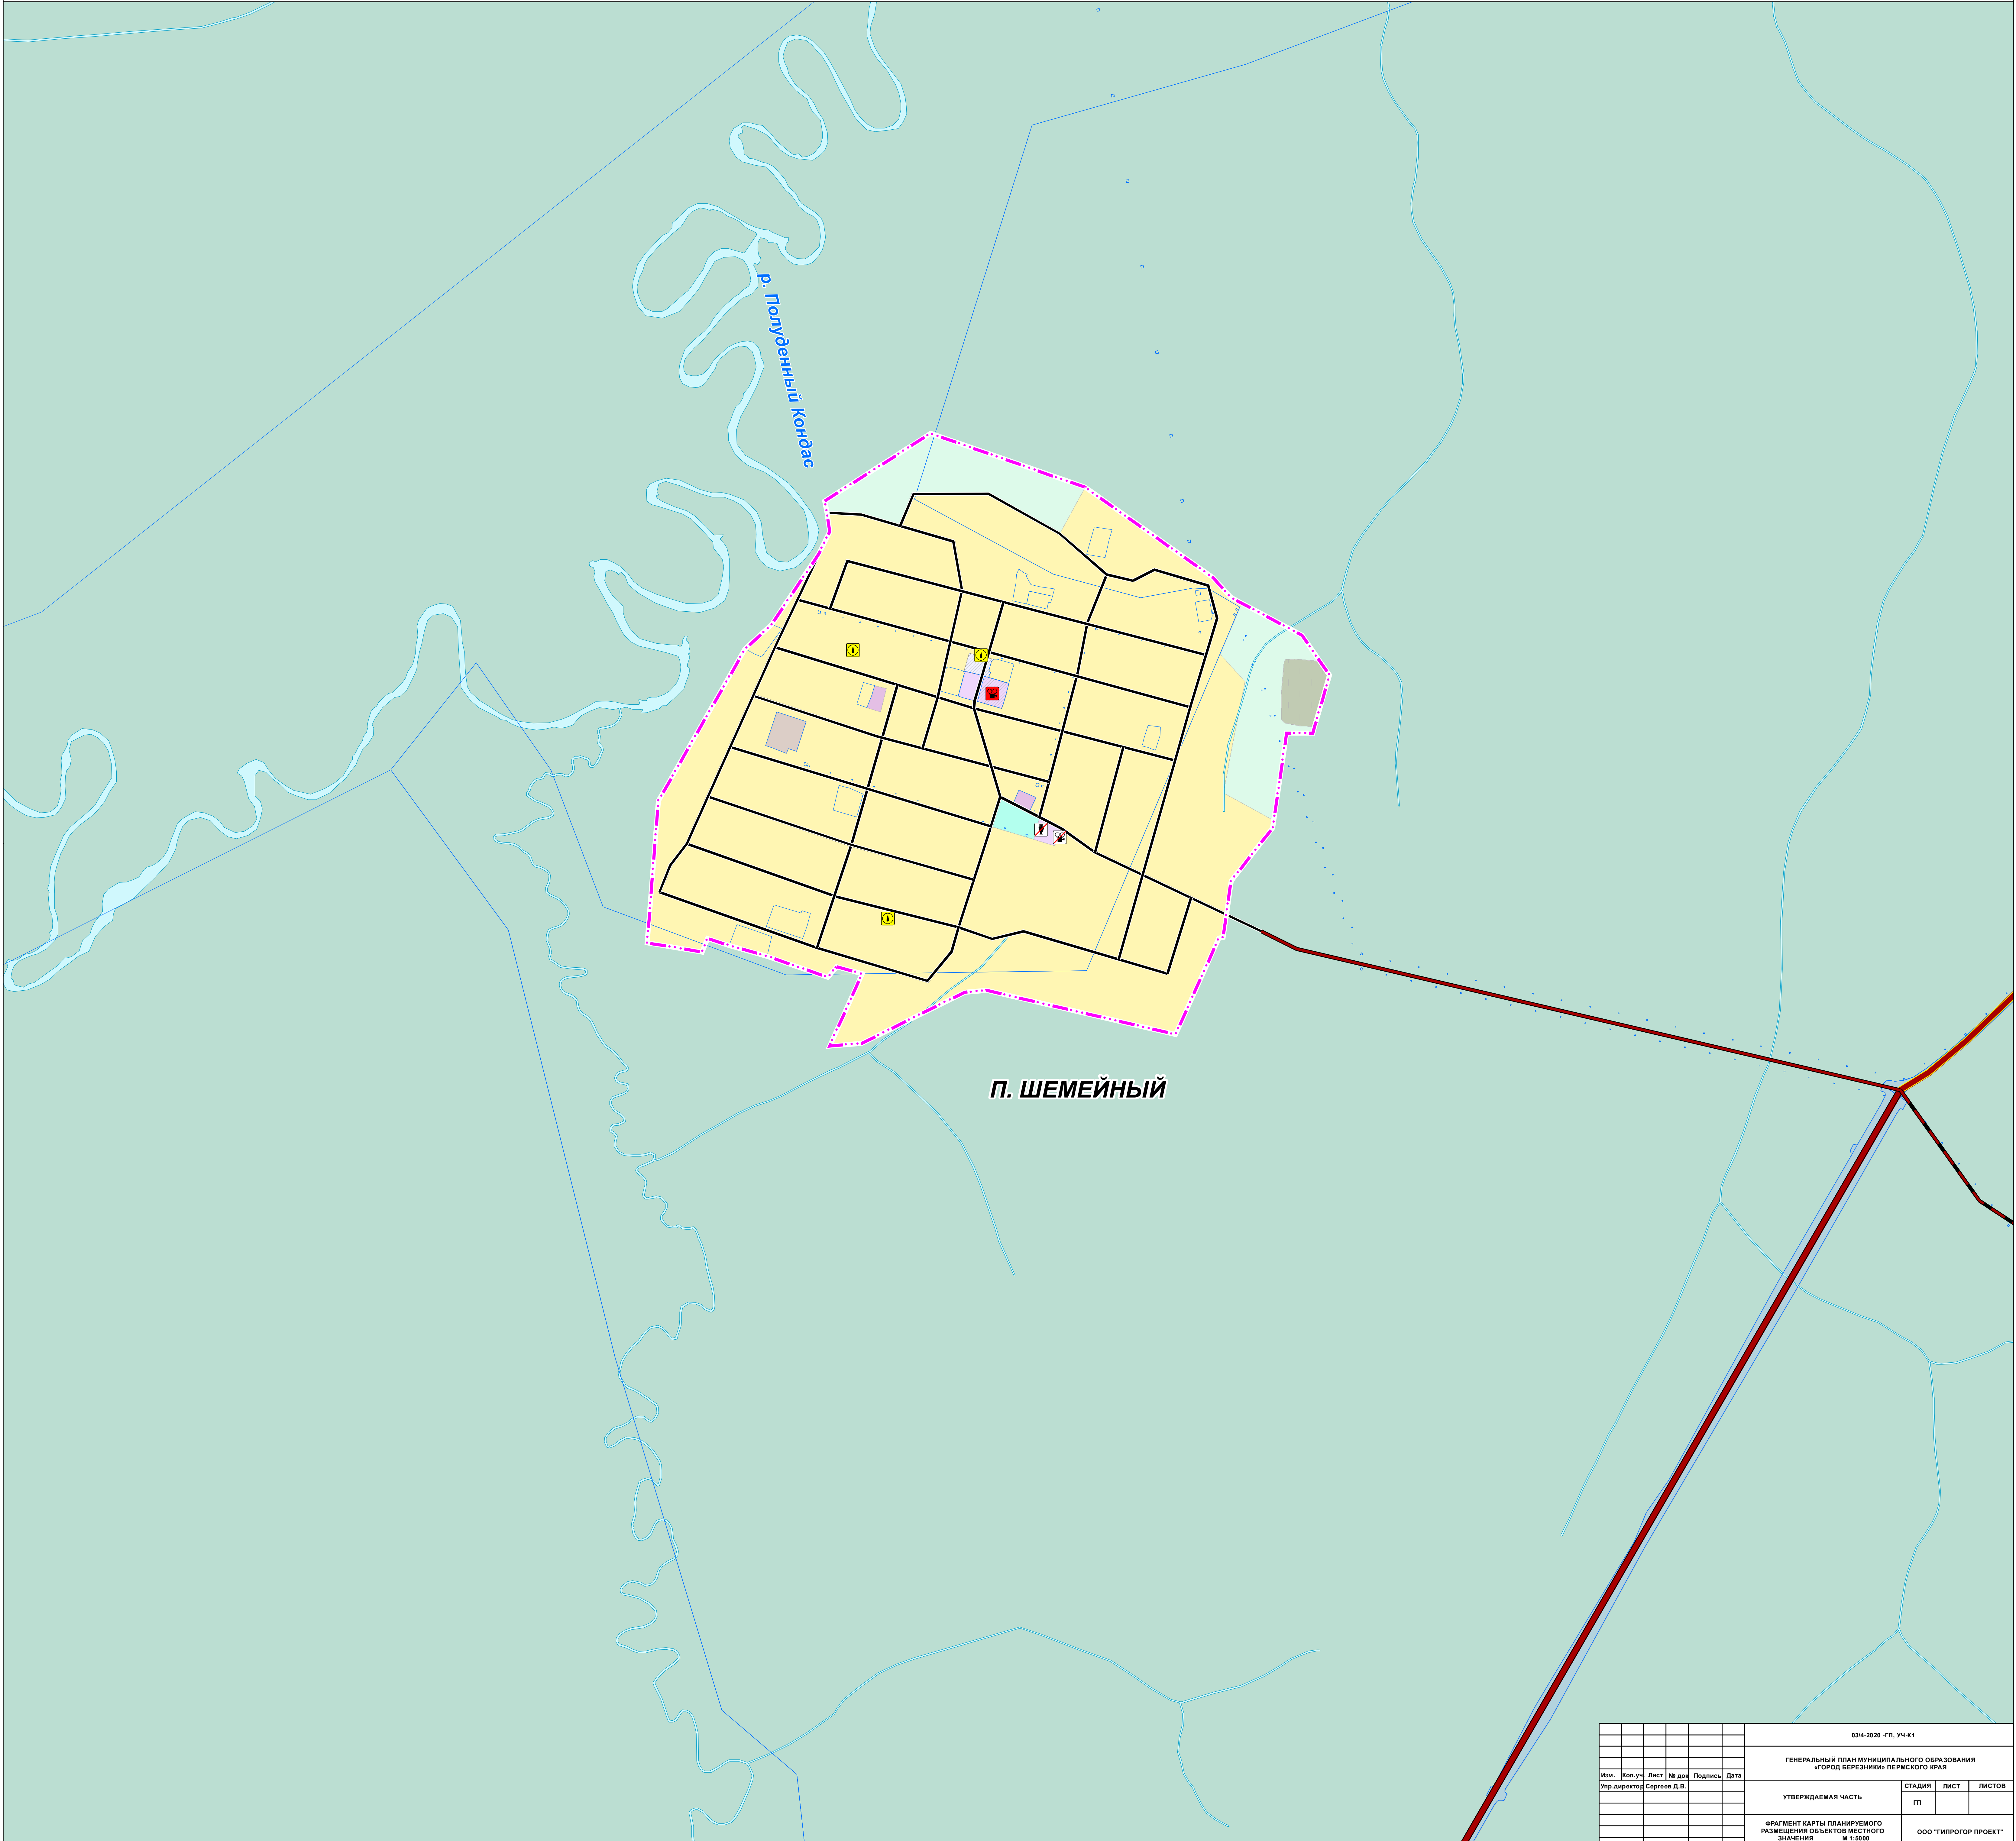 р. Полуденный Кондас
П. ШЕМЕЙНЫЙ
03/4-2020 -ГП, УЧ-К1
ГЕНЕРАЛЬНЫЙ ПЛАН МУНИЦИПАЛЬНОГО ОБРАЗОВАНИЯ
«ГОРОД БЕРЕЗНИКИ» ПЕРМСКОГО КРАЯ
Изм. Кол.уч. Лист № док Подпись Дата
Упр.директор Сергеев Д.В.
УТВЕРЖДАЕМАЯ ЧАСТЬ
СТАДИЯ ЛИСТ ЛИСТОВ
ГП
ФРАГМЕНТ КАРТЫ ПЛАНИРУЕМОГО
РАЗМЕЩЕНИЯ ОБЪЕКТОВ МЕСТНОГО
ЗНАЧЕНИЯ М 1:5000
ООО "ГИПРОГОР ПРОЕКТ"